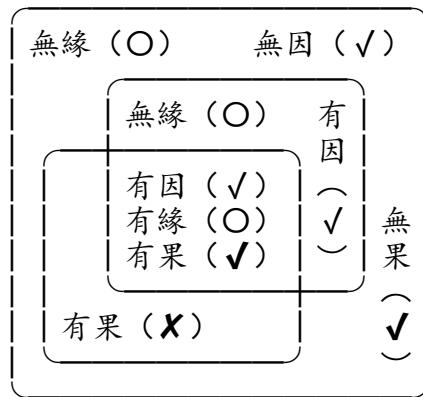 無緣（○） 無因（√）
無緣（○）
有因（√）
有因（√）
有緣（○）
有果（✔）
無果（✔）
有果（✘）